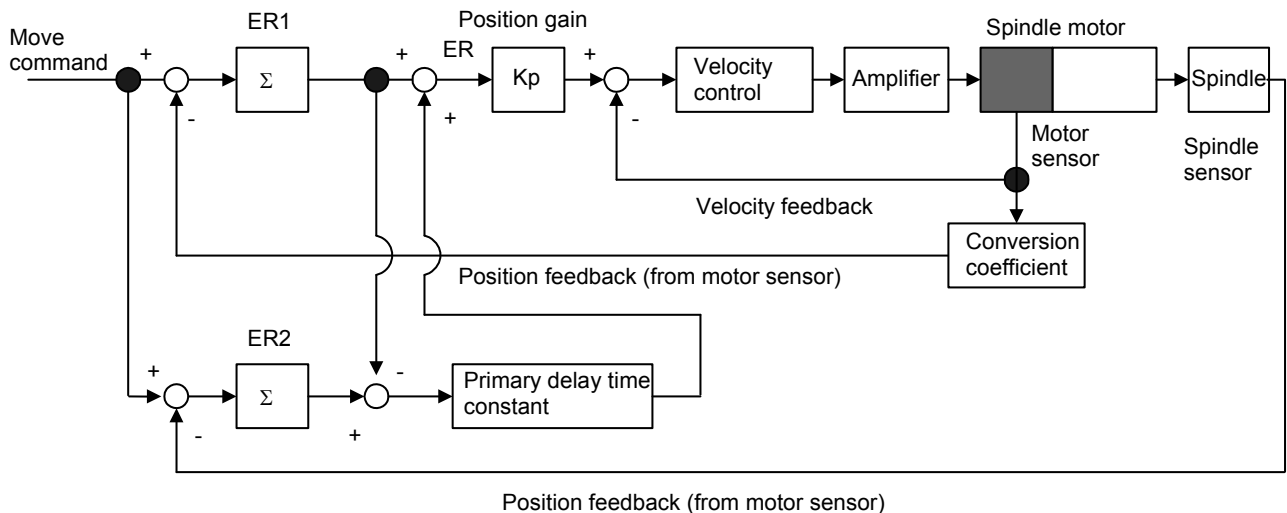 ER1
Position gain
Spindle motor
Move
command
+
-
Σ
+
ER
+
Kp
+
-
Velocity
control
Amplifier
Spindle
Motor
sensor
Spindle
sensor
Velocity feedback
Conversion
coefficient
Position feedback (from motor sensor)
ER2
+
-
Σ
+
-
Primary delay time
constant
Position feedback (from motor sensor)